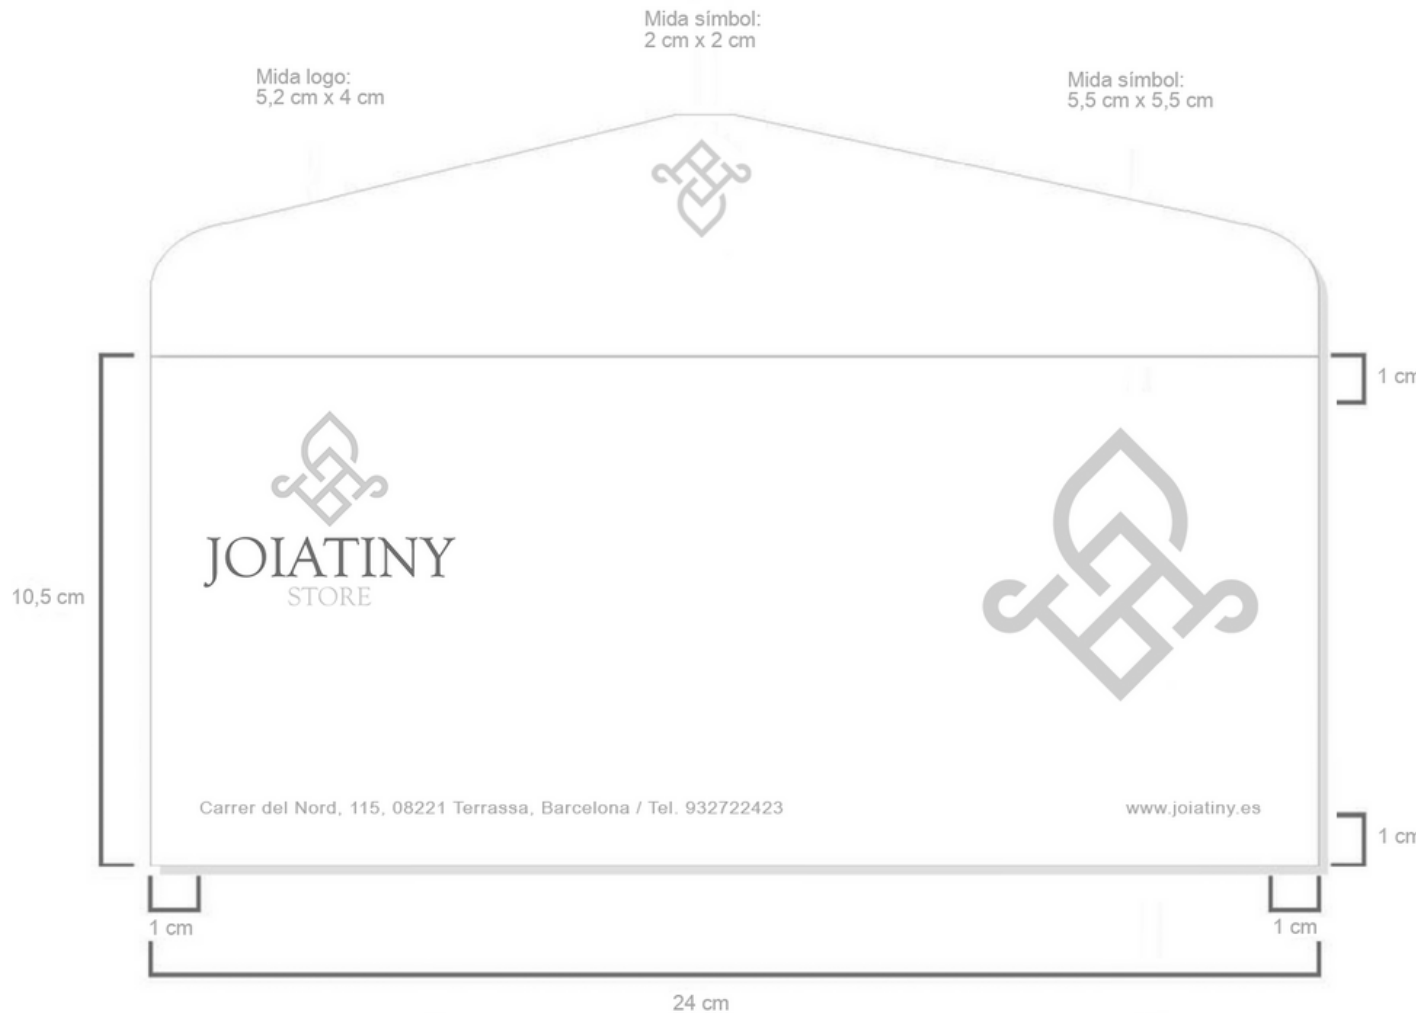 Mida símbol:
2 cm x 2 cm
Mida logo:
5,2 cm x 4 cm
Mida símbol:
5,5 cm x 5,5 cm
1 cm
JOIATINY
STORE
10,5 cm
Carrer del Nord, 115, 08221 Terrassa, Barcelona / Tel. 932722423
www.joiatiny.es
1 cm
1 cm
1 cm
24 cm